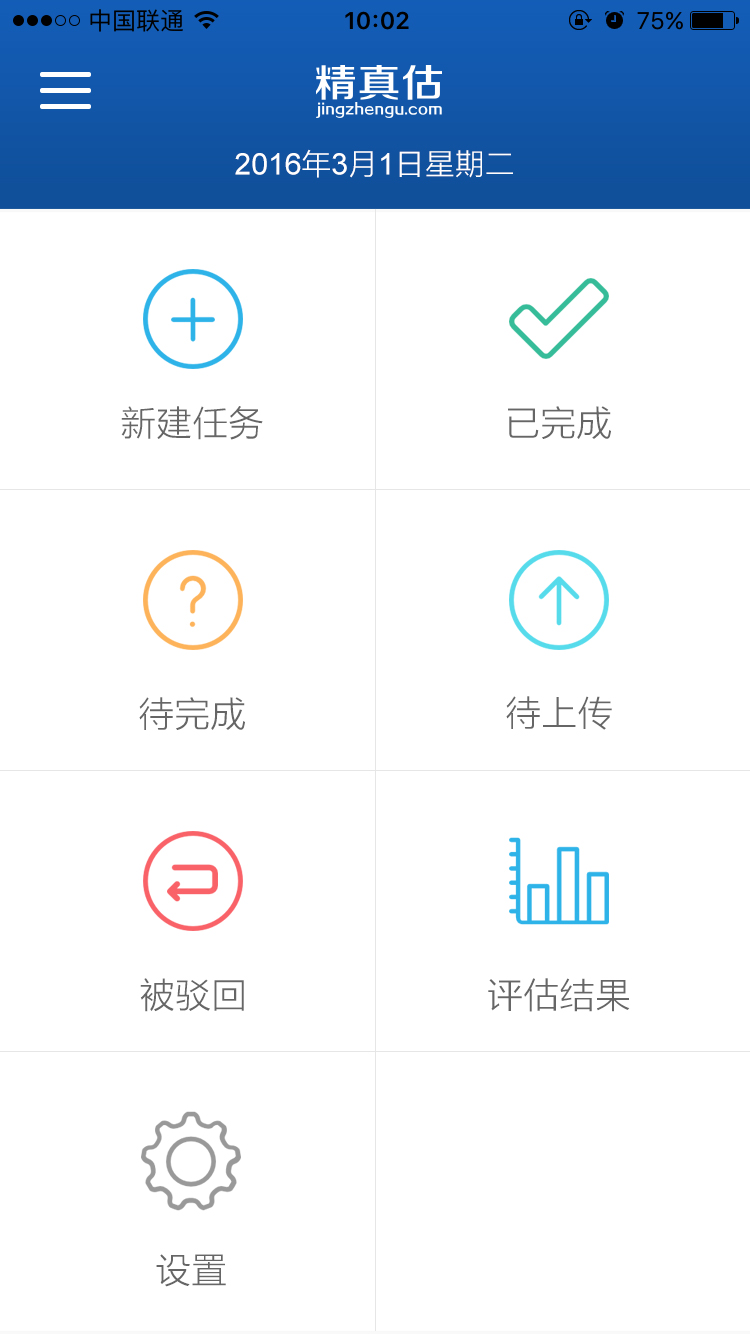 中国联通 10:02 75%
精真估
jingzhengu.com
2016年3月1日星期二
新建任务 已完成
待完成 待上传
被驳回 评估结果
设置